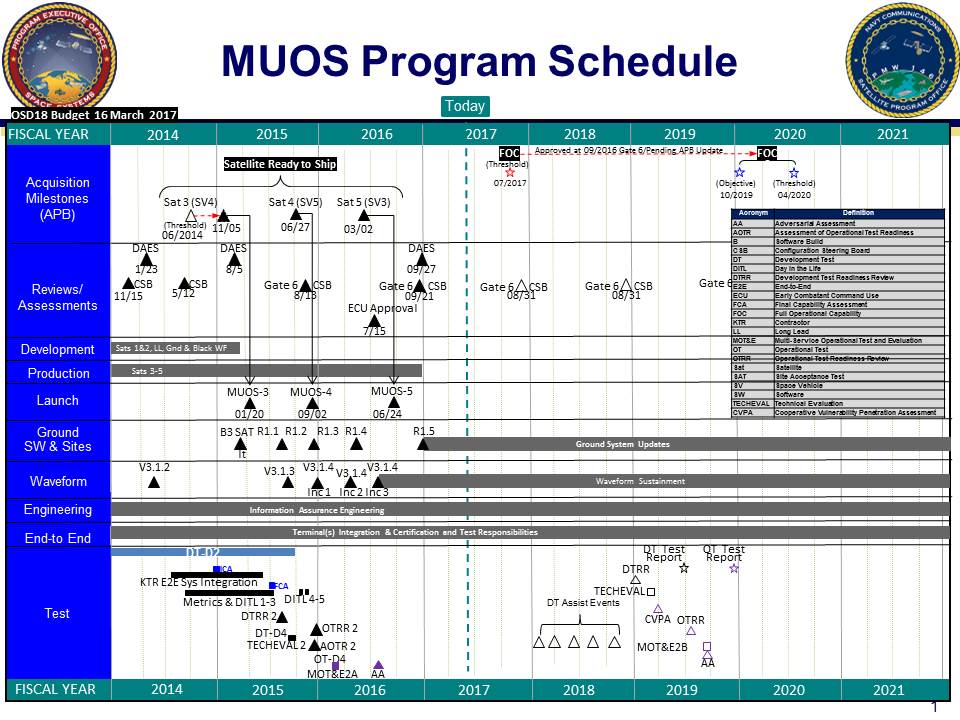 PROGRAM EXECUTIVE OFFICE
SPACE SYSTEMS
MUOS Program Schedule
NAVY COMMUNICATIONS
PMW 146
SATELLITE PROGRAM OFFICE
Today
OSD18 Budget 16 March 2017
FISCAL YEAR 2014 2015 2016 2017 2018 2019 2020 2021
Acquisition
Milestones
(APB)
Satellite Ready to Ship
Sat 3 (SV4) Sat 4 (SV5) Sat 5 (SV3)
(Threshold)
06/2014 11/05 06/27 03/02
FOC Approved at 09/2016 Gate 6/Pending APB Update FOC
(Threshold)
07/2017
(Objective) (Threshold)
10/2019 04/2020
Reviews/
Assessments
DAES DAES DAES
1/23 8/5 09/27
CSB CSB Gate 6 CSB Gate 6 CSB Gate 6 CSB Gate 6 CSB Gate 6
11/15 5/12 8/13 09/21 08/31 08/31
ECU Approval
7/15
Acronym Definition
AA Adversarial Assessment
AOTR Assessment of Operational Test Readiness
B Software Build
CSB Configuration Steering Board
DT Development Test
DITL Day in the Life
DTRR Development Test Readiness Review
E2E End-to-End
ECU Early Combatant Command Use
FCA Final Capability Assessment
FOC Full Operational Capability
KTR Contractor
LL Long Lead
MOT&E Multi-Service Operational Test and Evaluation
OT Operational Test
OTRR Operational Test Readiness Review
Sat Satellite
SAT Site Acceptance Test
SV Space Vehicle
SW Software
TECHEVAL Technical Evaluation
CVPA Cooperative Vulnerability Penetration Assessment
Development Sats 1&2, LL, Gnd & Black WF
Production Sats 3-5
Launch
MUOS-3 MUOS-4 MUOS-5
01/20 09/02 06/24
Ground
SW & Sites
B3 SAT R1.1 R1.2 R1.3 R1.4 R1.5
It
Ground System Updates
Waveform
V3.1.2 V3.1.3 V3.1.4 V3.1.4 V3.1.4
Inc 1 Inc 2 Inc 3
Waveform Sustainment
Engineering Information Assurance Engineering
End-to End Terminal(s) Integration & Certification and Test Responsibilities
Test
DT-D2
ICA
KTR E2E Sys Integration
FCA
Metrics & DITL 1-3 DITL 4-5
DTRR 2
OTRR 2
DT-D4
TECHEVAL 2 AOTR 2
OT-D4
MOT&E2A AA
DT Assist Events
DT Test
Report
OT Test
Report
DTRR
TECHEVAL
CVPA OTRR
MOT&E2B
AA
FISCAL YEAR 2014 2015 2016 2017 2018 2019 2020 2021
1